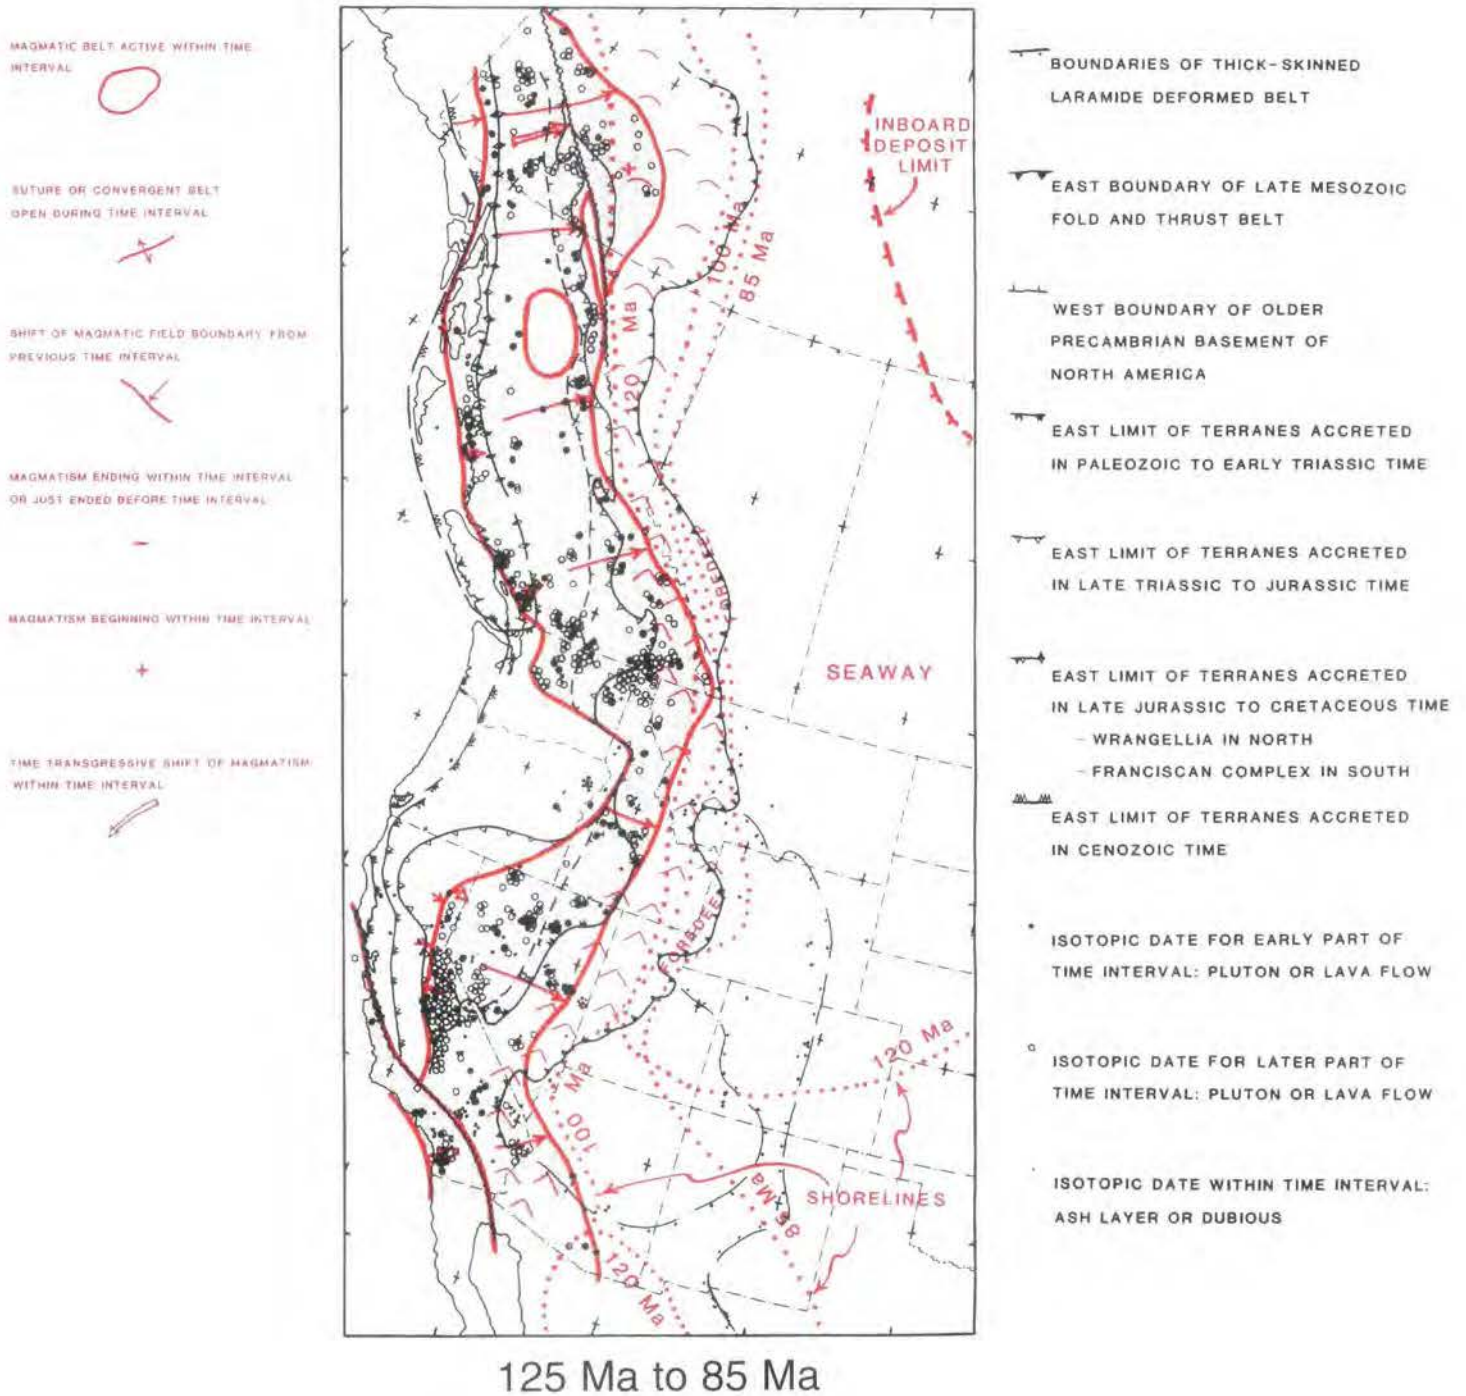 MAGMATIC BELT ACTIVE WITHIN TIME
INTERVAL
SUTURE OR CONVERGENT BELT
OPEN DURING TIME INTERVAL
SHIFT OF MAGMATIC FIELD BOUNDARY FROM
PREVIOUS TIME INTERVAL
MAGMATISM ENDING WITHIN TIME INTERVAL
OR JUST ENDED BEFORE TIME INTERVAL
MAGMATISM BEGINNING WITHIN TIME INTERVAL
TIME TRANSGRESSIVE SHIFT OF MAGMATISM
WITHIN TIME INTERVAL
INBOARD
DEPOSIT
LIMIT
100 Ma
85 Ma
120 Ma
FOREDEEP
SEAWAY
FOREDEEP
120 Ma
100 Ma
85 Ma
SHORELINES
120 Ma
BOUNDARIES OF THICK-SKINNED
LARAMIDE DEFORMED BELT
EAST BOUNDARY OF LATE MESOZOIC
FOLD AND THRUST BELT
WEST BOUNDARY OF OLDER
PRECAMBRIAN BASEMENT OF
NORTH AMERICA
EAST LIMIT OF TERRANES ACCRETED
IN PALEOZOIC TO EARLY TRIASSIC TIME
EAST LIMIT OF TERRANES ACCRETED
IN LATE TRIASSIC TO JURASSIC TIME
EAST LIMIT OF TERRANES ACCRETED
IN LATE JURASSIC TO CRETACEOUS TIME
- WRANGELLIA IN NORTH
- FRANCISCAN COMPLEX IN SOUTH
EAST LIMIT OF TERRANES ACCRETED
IN CENOZOIC TIME
ISOTOPIC DATE FOR EARLY PART OF
TIME INTERVAL: PLUTON OR LAVA FLOW
ISOTOPIC DATE FOR LATER PART OF
TIME INTERVAL: PLUTON OR LAVA FLOW
ISOTOPIC DATE WITHIN TIME INTERVAL:
ASH LAYER OR DUBIOUS
125 Ma to 85 Ma